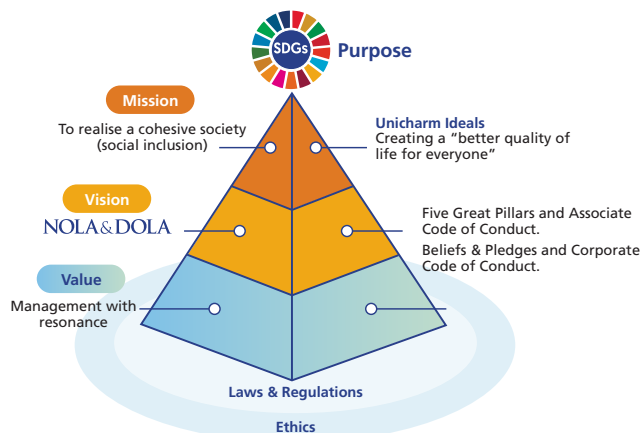 SDGs
Purpose
Mission
To realise a cohesive society
(social inclusion)
Unicharm Ideals
Creating a “better quality of
life for everyone”
Vision
NOLA&DOLA
Five Great Pillars and Associate
Code of Conduct.
Beliefs & Pledges and Corporate
Code of Conduct.
Value
Management with
resonance
Laws & Regulations
Ethics